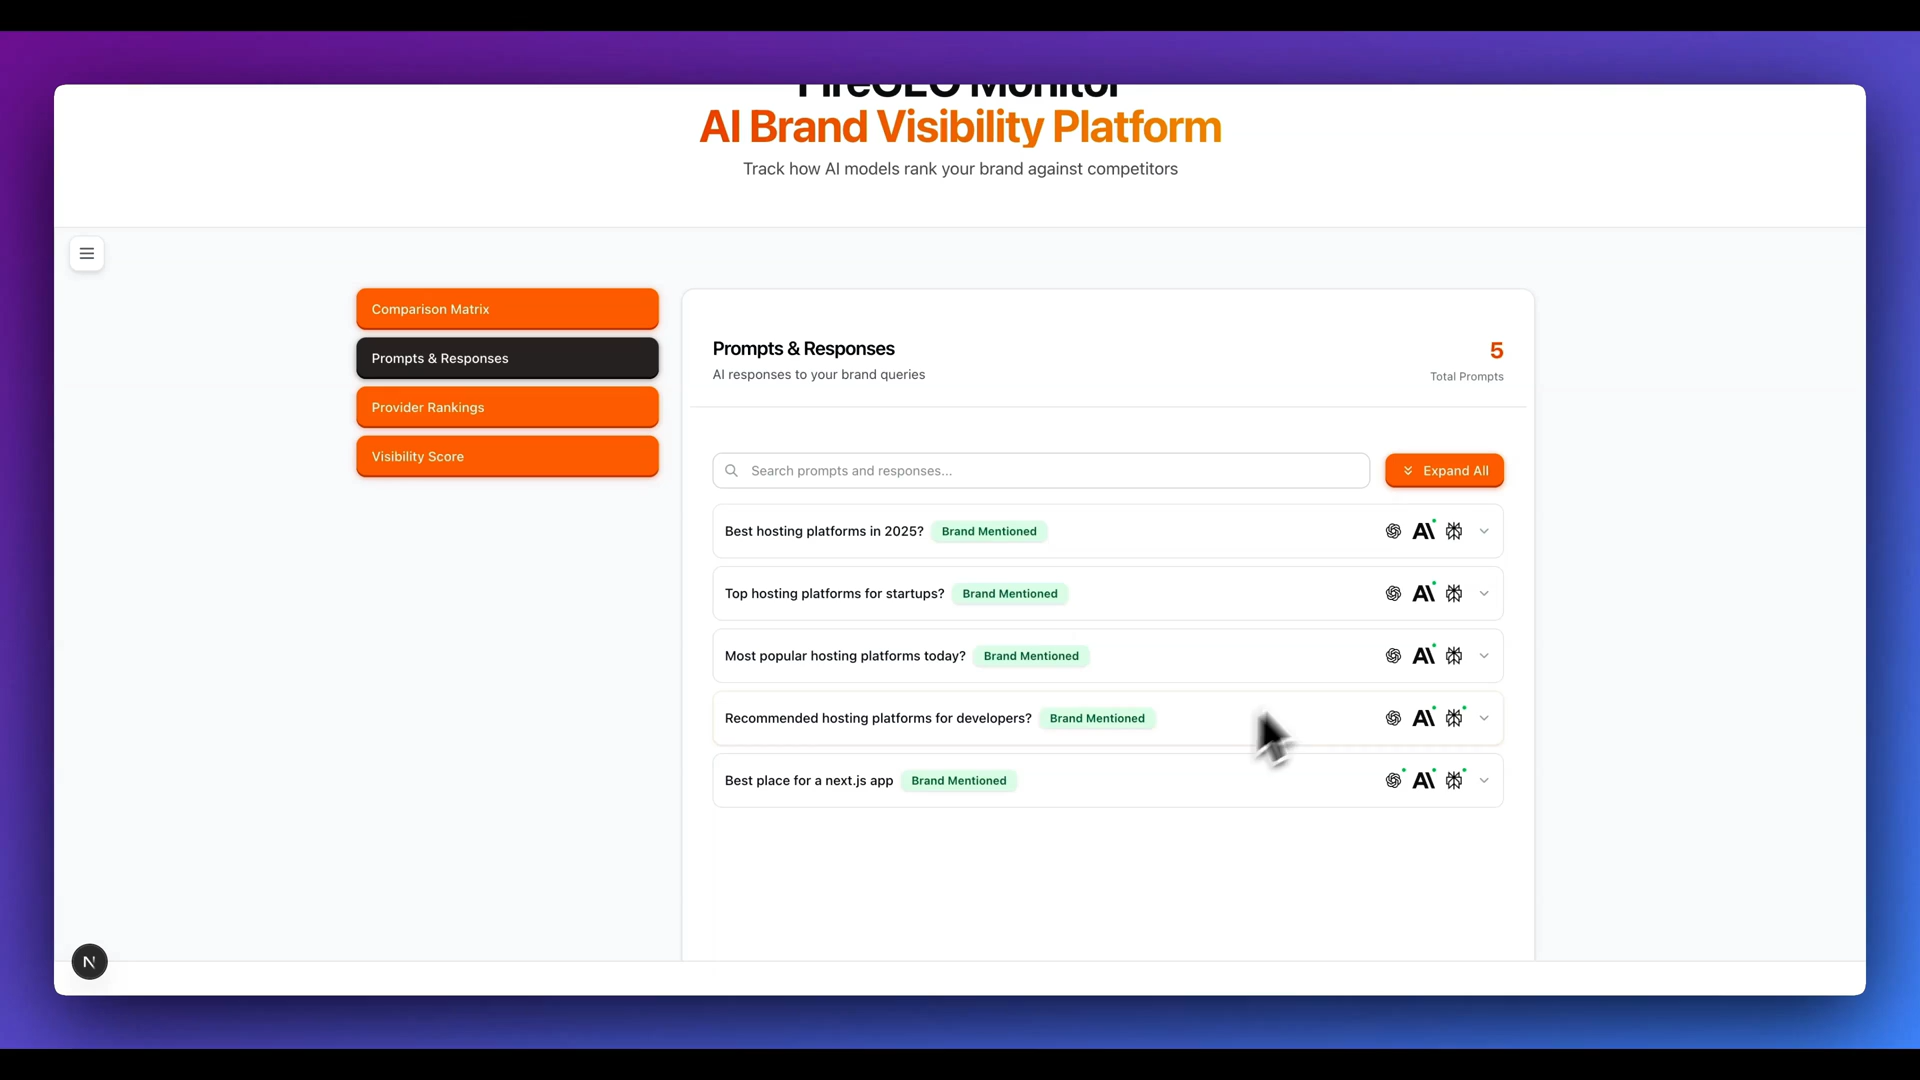 FireGEO Monitor
AI Brand Visibility Platform
Track how AI models rank your brand against competitors
Comparison Matrix
Prompts & Responses
Provider Rankings
Visibility Score
Prompts & Responses
AI responses to your brand queries
5
Total Prompts
Search prompts and responses...
Expand All
Best hosting platforms in 2025? Brand Mentioned
Top hosting platforms for startups? Brand Mentioned
Most popular hosting platforms today? Brand Mentioned
Recommended hosting platforms for developers? Brand Mentioned
Best place for a next.js app Brand Mentioned
N